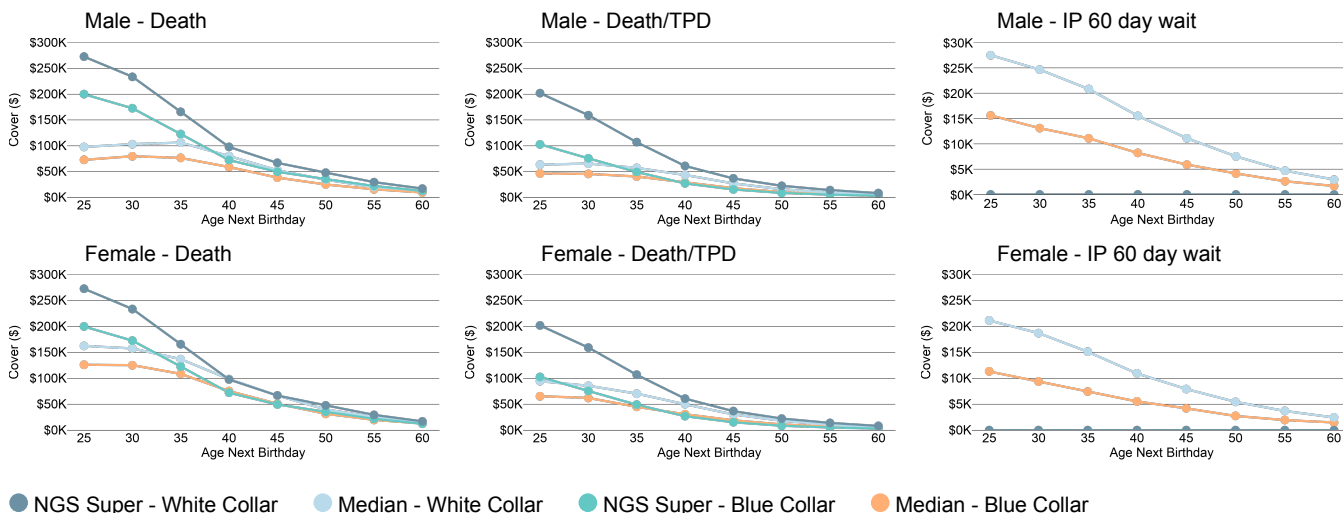 Male - Death
$300K
$250K
$200K
$150K
$100K
$50K
$0K
Cover ($)
25 30 35 40 45 50 55 60
Age Next Birthday
Male - Death/TPD
$300K
$250K
$200K
$150K
$100K
$50K
$0K
Cover ($)
25 30 35 40 45 50 55 60
Age Next Birthday
Male - IP 60 day wait
$30K
$25K
$20K
$15K
$10K
$5K
$0K
Cover ($)
25 30 35 40 45 50 55 60
Age Next Birthday
Female - Death
$300K
$250K
$200K
$150K
$100K
$50K
$0K
Cover ($)
25 30 35 40 45 50 55 60
Age Next Birthday
Female - Death/TPD
$300K
$250K
$200K
$150K
$100K
$50K
$0K
Cover ($)
25 30 35 40 45 50 55 60
Age Next Birthday
Female - IP 60 day wait
$30K
$25K
$20K
$15K
$10K
$5K
$0K
Cover ($)
25 30 35 40 45 50 55 60
Age Next Birthday
NGS Super - White Collar Median - White Collar NGS Super - Blue Collar Median - Blue Collar